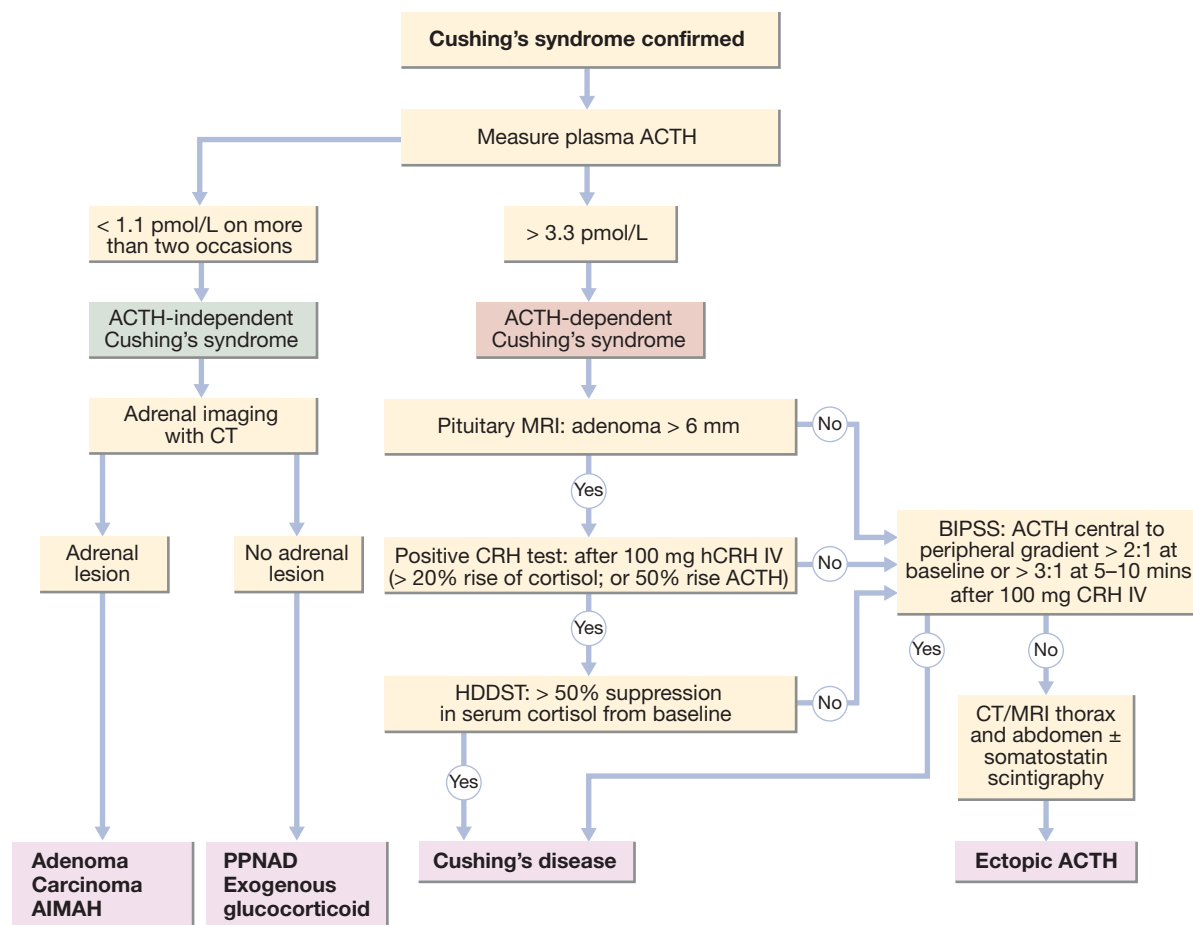 Cushing's syndrome confirmed
Measure plasma ACTH
< 1.1 pmol/L on more
than two occasions
> 3.3 pmol/L
ACTH-independent
Cushing's syndrome
ACTH-dependent
Cushing's syndrome
Adrenal imaging
with CT
Pituitary MRI: adenoma > 6 mm
No
Yes
Adrenal
lesion
No adrenal
lesion
Positive CRH test: after 100 mg hCRH IV
(> 20% rise of cortisol; or 50% rise ACTH)
No
BIPSS: ACTH central to
peripheral gradient > 2:1 at
baseline or > 3:1 at 5–10 mins
after 100 mg CRH IV
Yes
Yes
No
HDDST: > 50% suppression
in serum cortisol from baseline
No
CT/MRI thorax
and abdomen ±
somatostatin
scintigraphy
Yes
Adenoma
Carcinoma
AIMAH
PPNAD
Exogenous
glucocorticoid
Cushing's disease
Ectopic ACTH